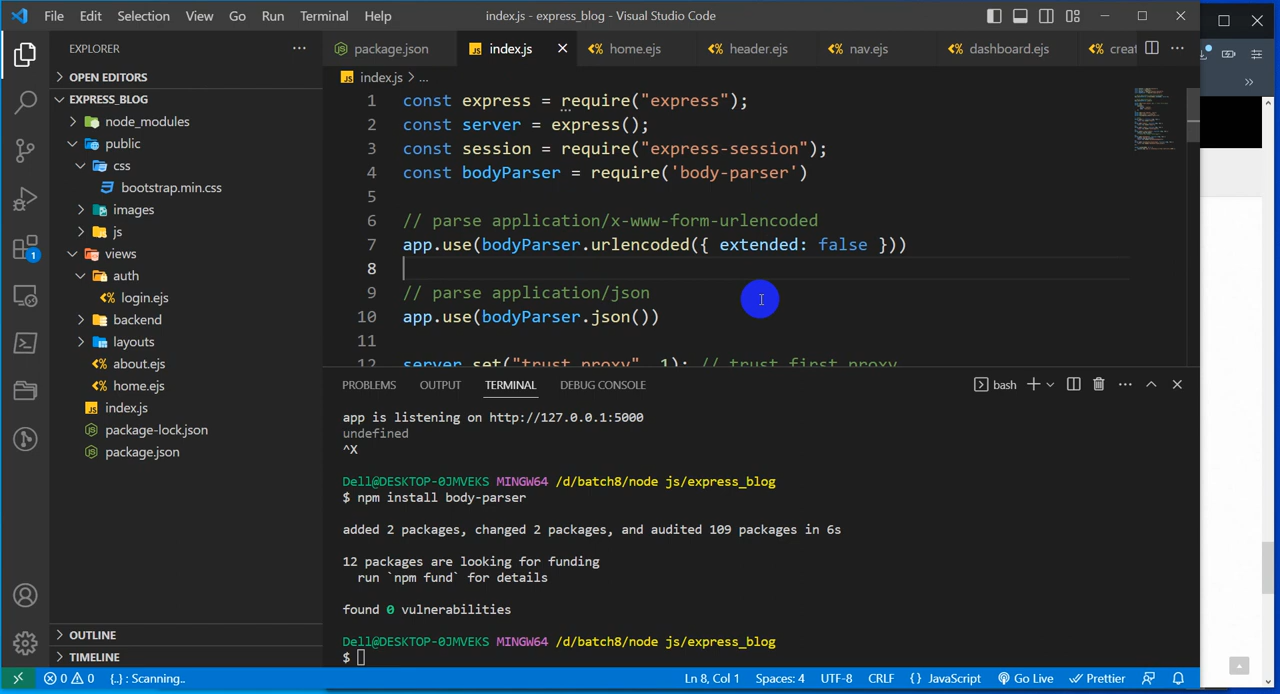 File Edit Selection View Go Run Terminal Help index.js - express_blog - Visual Studio Code
EXPLORER
OPEN EDITORS
EXPRESS_BLOG
node_modules
public
css
bootstrap.min.css
images
js
views
auth
login.ejs
backend
layouts
about.ejs
home.ejs
index.js
package-lock.json
package.json
OUTLINE
TIMELINE
1
package.json index.js home.ejs header.ejs nav.ejs dashboard.ejs
index.js > ...
1 const express = require("express");
2 const server = express();
3 const session = require("express-session");
4 const bodyParser = require('body-parser')
5
6 // parse application/x-www-form-urlencoded
7 app.use(bodyParser.urlencoded({ extended: false }))
8
9 // parse application/json
10 app.use(bodyParser.json())
11
12 server.set("trust proxy", 1); // trust first proxy
PROBLEMS OUTPUT TERMINAL DEBUG CONSOLE bash
app is listening on http://127.0.0.1:5000
undefined
^X
Dell@DESKTOP-0JMVEKS MINGW64 /d/batch8/node js/express_blog
$ npm install body-parser
added 2 packages, changed 2 packages, and audited 109 packages in 6s
12 packages are looking for funding
run `npm fund` for details
found 0 vulnerabilities
Dell@DESKTOP-0JMVEKS MINGW64 /d/batch8/node js/express_blog
$
0 0 {..} : Scanning.. Ln 8, Col 1 Spaces: 4 UTF-8 CRLF {} JavaScript Go Live Prettier